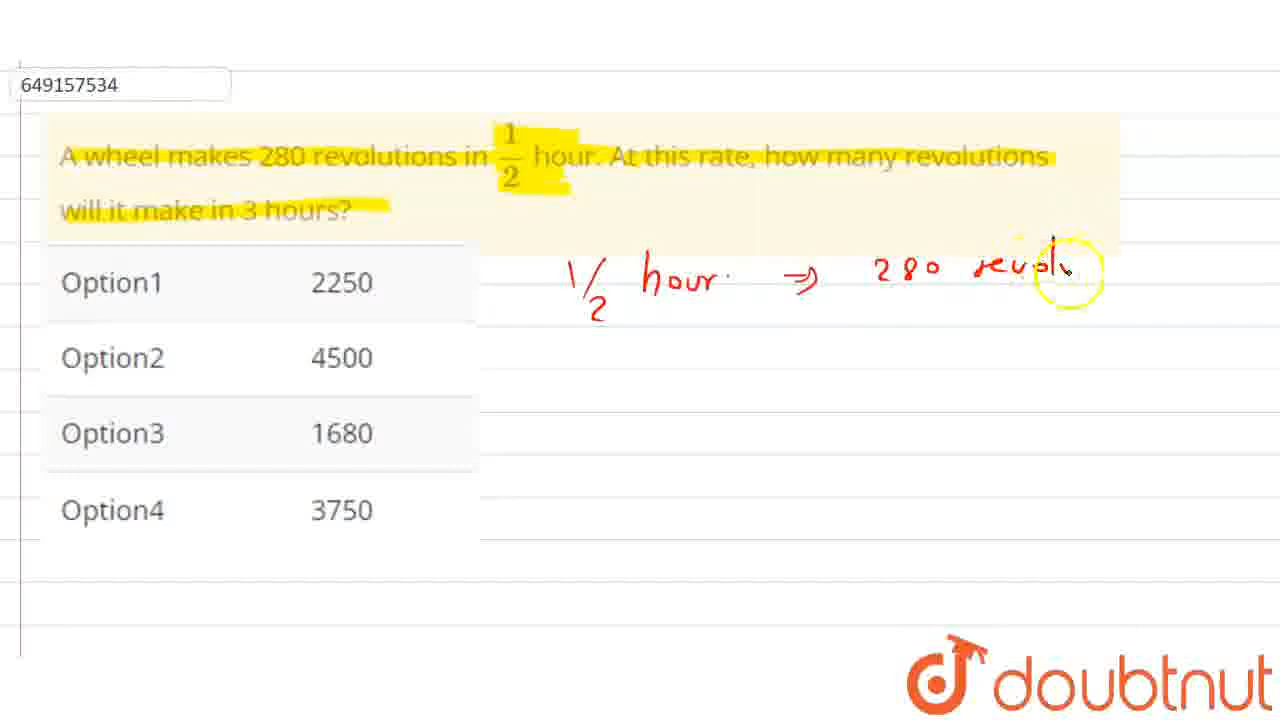 649157534
A wheel makes 280 revolutions in 1/2 hour. At this rate, how many revolutions
will it make in 3 hours?
Option1 2250
1/2 hour ⇒ 280 revolu
Option2 4500
Option3 1680
Option4 3750
doubtnut